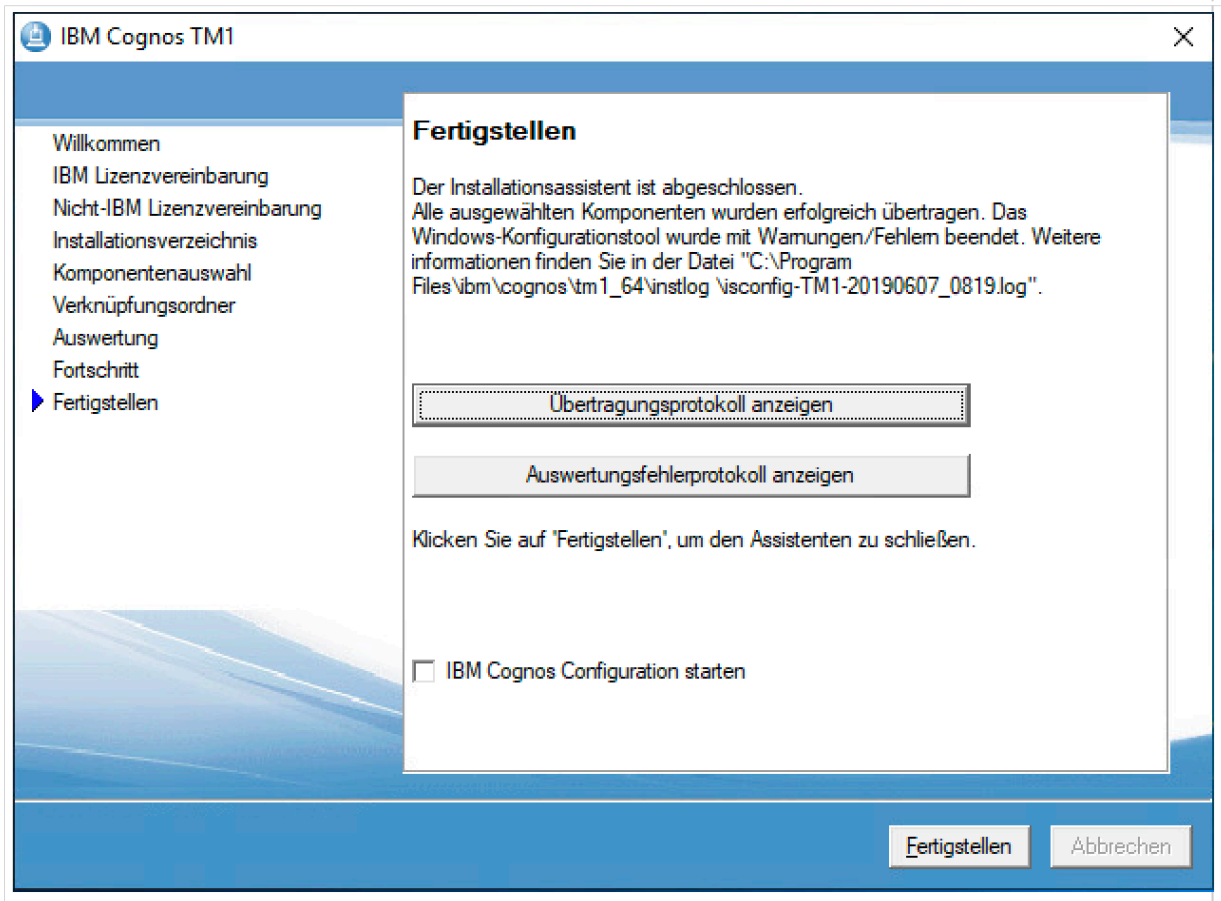 IBM Cognos TM1
Willkommen
IBM Lizenzvereinbarung
Nicht-IBM Lizenzvereinbarung
Installationsverzeichnis
Komponentenauswahl
Verknüpfungsordner
Auswertung
Fortschritt
Fertigstellen
Fertigstellen
Der Installationsassistent ist abgeschlossen.
Alle ausgewählten Komponenten wurden erfolgreich übertragen. Das
Windows-Konfigurationstool wurde mit Warnungen/Fehlern beendet. Weitere
informationen finden Sie in der Datei "C:\Program
Files\ibm\cognos\tm1_64\instlog \isconfig-TM1-20190607_0819.log".
Übertragungsprotokoll anzeigen
Auswertungsfehlerprotokoll anzeigen
Klicken Sie auf 'Fertigstellen', um den Assistenten zu schließen.
IBM Cognos Configuration starten
Fertigstellen
Abbrechen